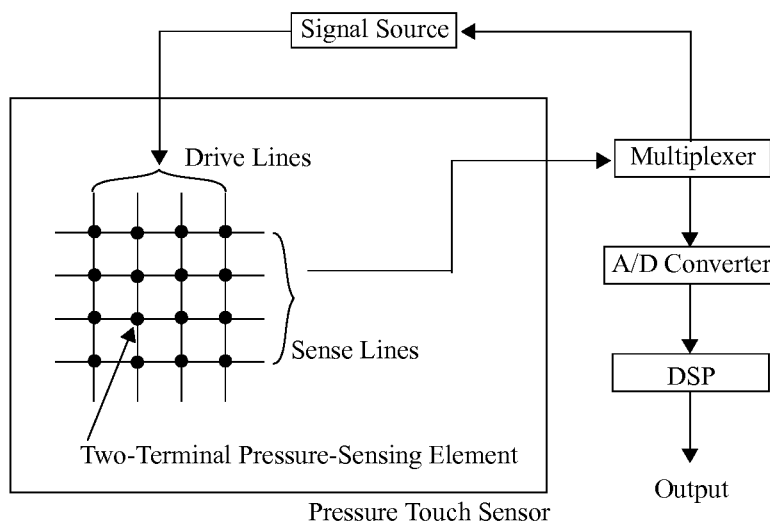 Signal Source
Drive Lines
Multiplexer
A/D Converter
Sense Lines
DSP
Two-Terminal Pressure-Sensing Element
Output
Pressure Touch Sensor